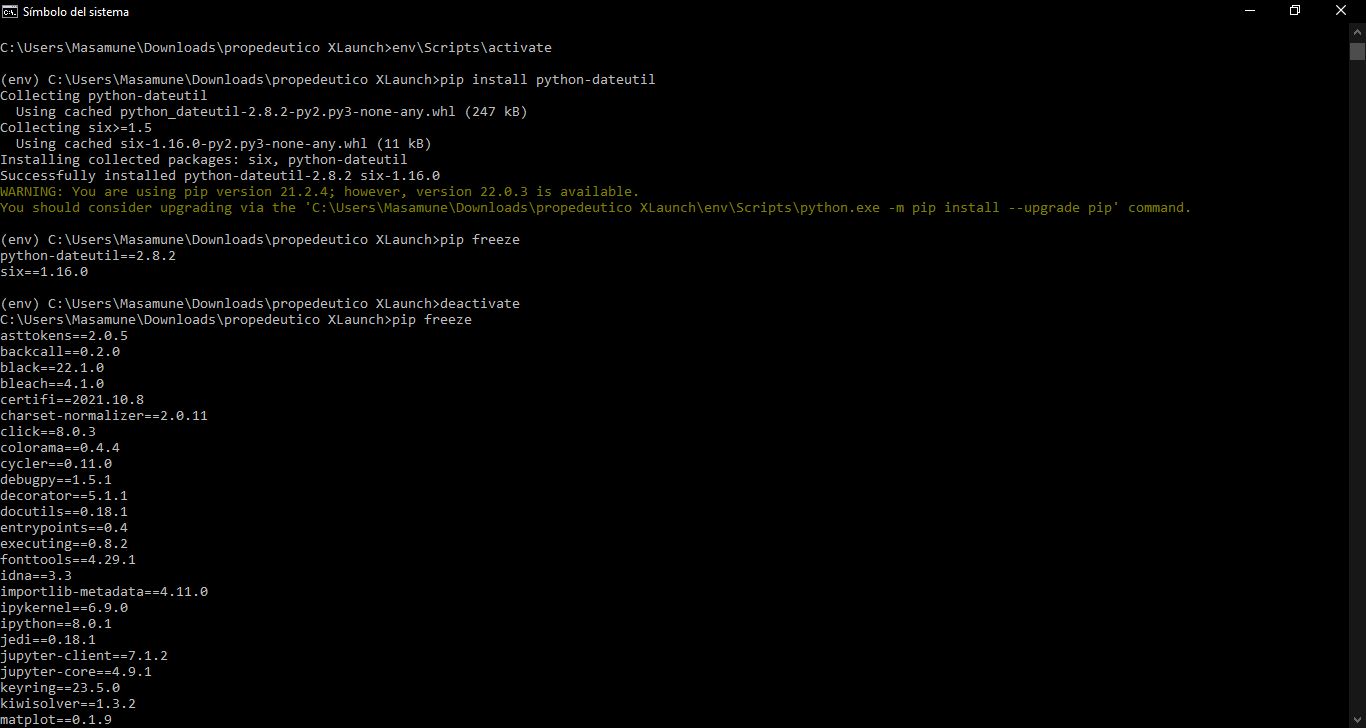 Símbolo del sistema
C:\Users\Masamune\Downloads\propedeutico XLaunch>env\Scripts\activate
(env) C:\Users\Masamune\Downloads\propedeutico XLaunch>pip install python-dateutil
Collecting python-dateutil
  Using cached python_dateutil-2.8.2-py2.py3-none-any.whl (247 kB)
Collecting six>=1.5
  Using cached six-1.16.0-py2.py3-none-any.whl (11 kB)
Installing collected packages: six, python-dateutil
Successfully installed python-dateutil-2.8.2 six-1.16.0
WARNING: You are using pip version 21.2.4; however, version 22.0.3 is available.
You should consider upgrading via the 'C:\Users\Masamune\Downloads\propedeutico XLaunch\env\Scripts\python.exe -m pip install --upgrade pip' command.
(env) C:\Users\Masamune\Downloads\propedeutico XLaunch>pip freeze
python-dateutil==2.8.2
six==1.16.0
(env) C:\Users\Masamune\Downloads\propedeutico XLaunch>deactivate
C:\Users\Masamune\Downloads\propedeutico XLaunch>pip freeze
asttokens==2.0.5
backcall==0.2.0
black==22.1.0
bleach==4.1.0
certifi==2021.10.8
charset-normalizer==2.0.11
click==8.0.3
colorama==0.4.4
cycler==0.11.0
debugpy==1.5.1
decorator==5.1.1
docutils==0.18.1
entrypoints==0.4
executing==0.8.2
fonttools==4.29.1
idna==3.3
importlib-metadata==4.11.0
ipykernel==6.9.0
ipython==8.0.1
jedi==0.18.1
jupyter-client==7.1.2
jupyter-core==4.9.1
keyring==23.5.0
kiwisolver==1.3.2
matplot==0.1.9